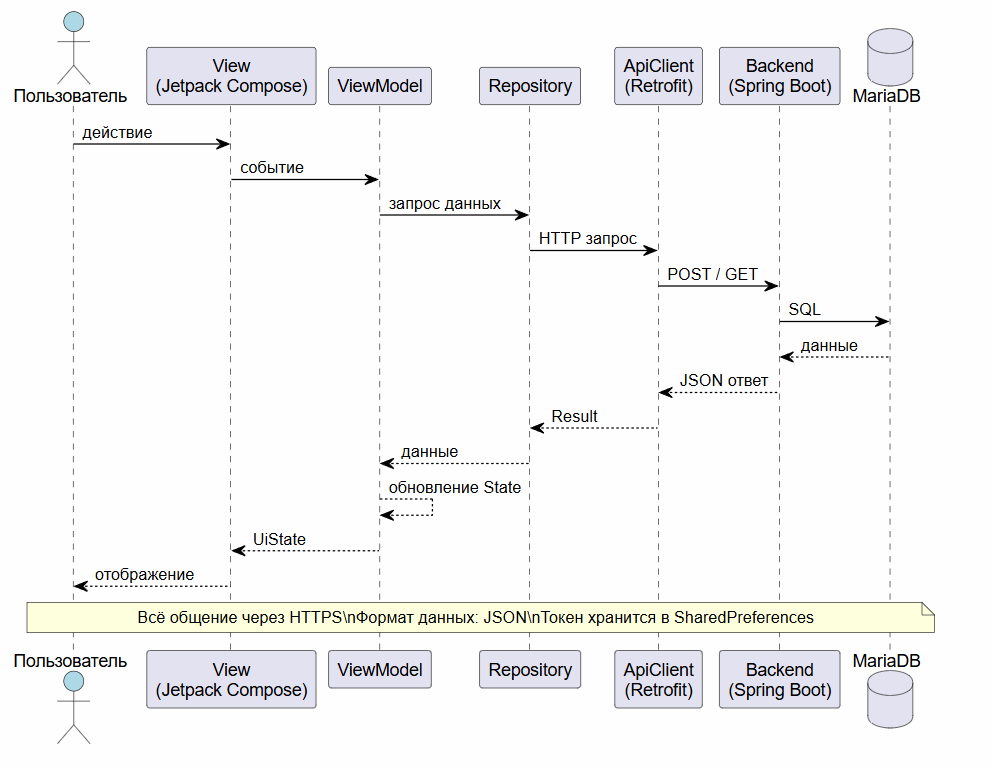 Пользователь
View
(Jetpack Compose)
ViewModel
Repository
ApiClient
(Retrofit)
Backend
(Spring Boot)
MariaDB
действие
событие
запрос данных
HTTP запрос
POST / GET
SQL
данные
JSON ответ
Result
данные
обновление State
UiState
отображение
Всё общение через HTTPS\nФормат данных: JSON\nТокен хранится в SharedPreferences
Пользователь
View
(Jetpack Compose)
ViewModel
Repository
ApiClient
(Retrofit)
Backend
(Spring Boot)
MariaDB